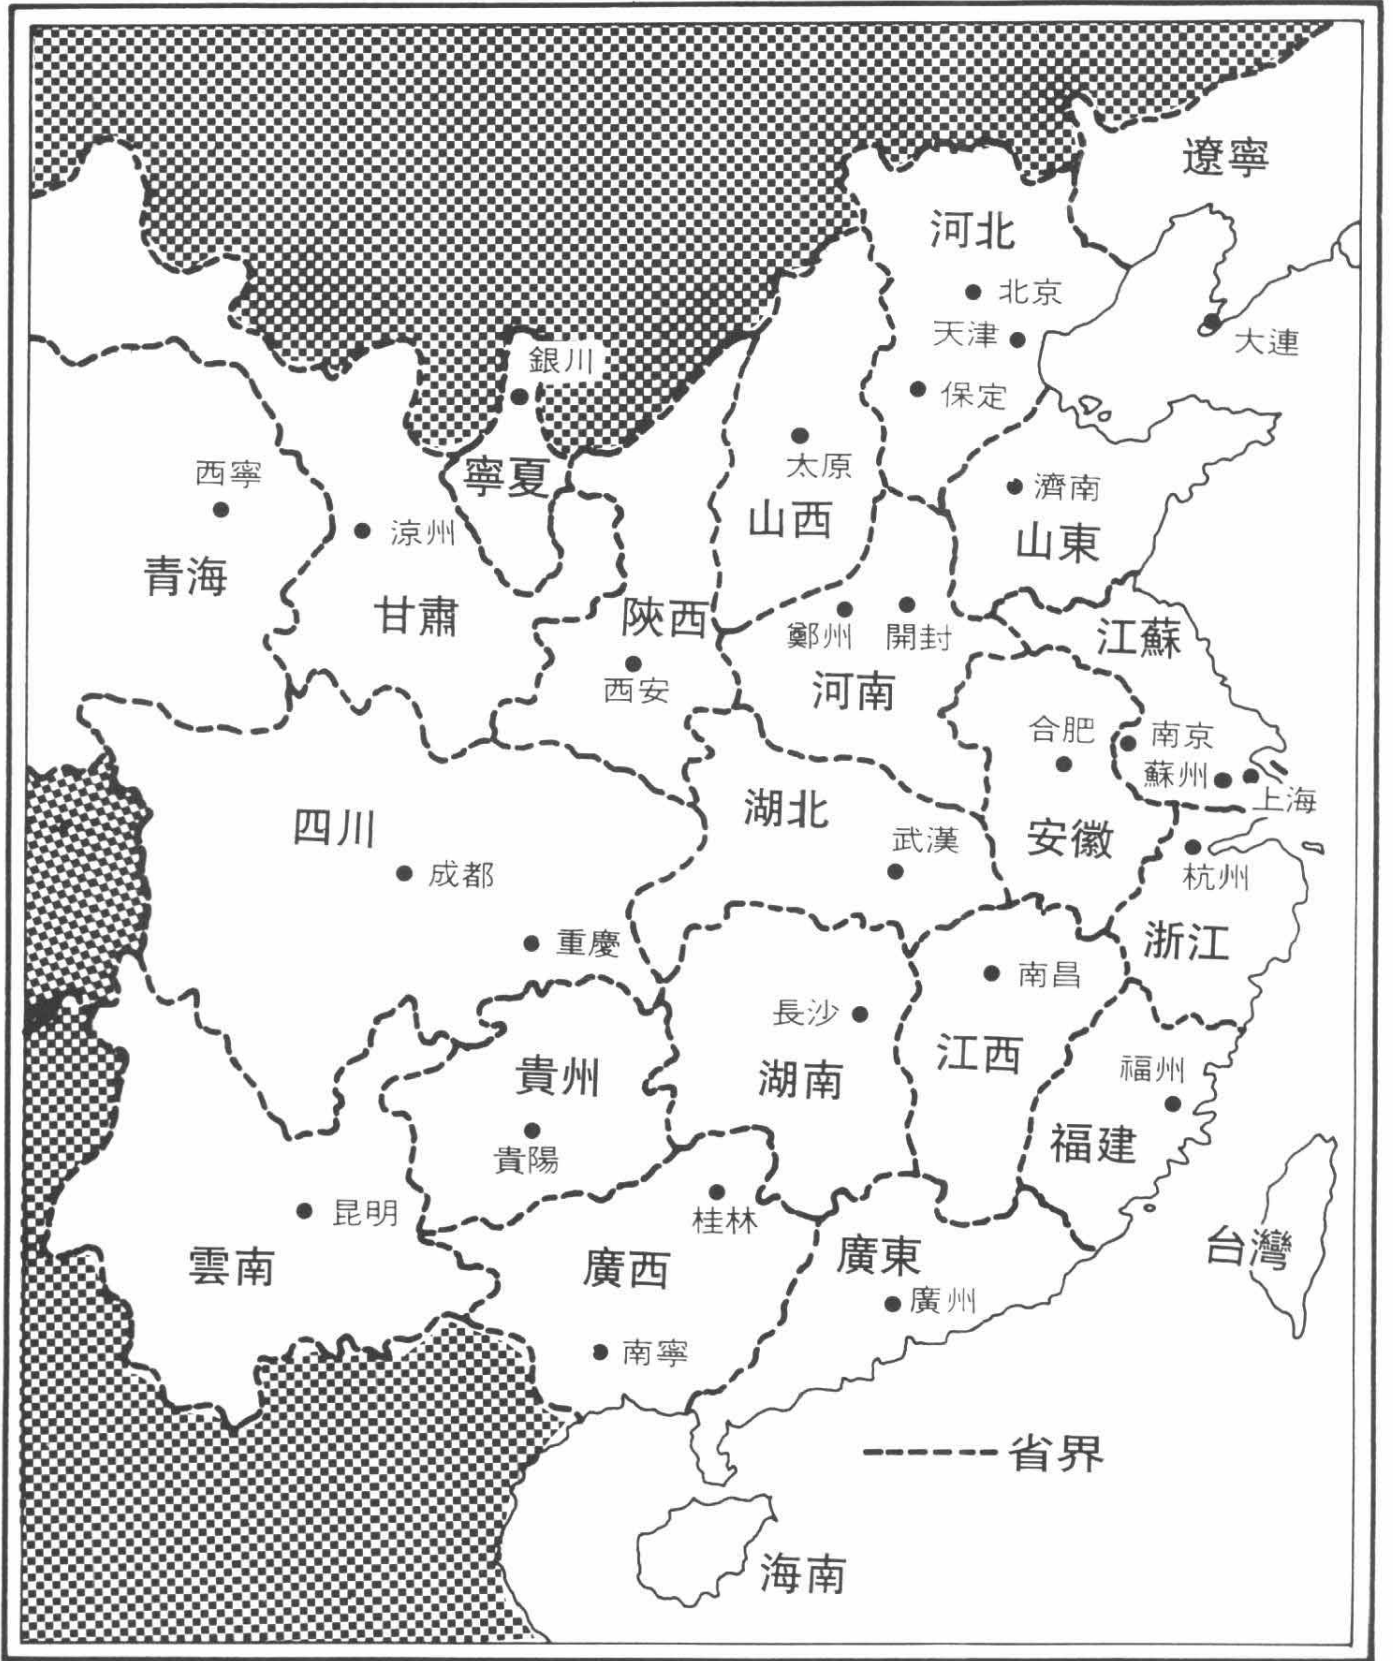 遼寧
河北
北京
天津
大連
銀川
保定
太原
西寧
寧夏
濟南
山西
涼州
山東
青海
甘肅
陝西
鄭州
開封
江蘇
西安
河南
合肥
南京
蘇州
上海
湖北
四川
武漢
安徽
成都
杭州
重慶
浙江
南昌
長沙
江西
福州
貴州
湖南
福建
貴陽
昆明
桂林
台灣
雲南
廣西
廣東
廣州
南寧
省界
海南